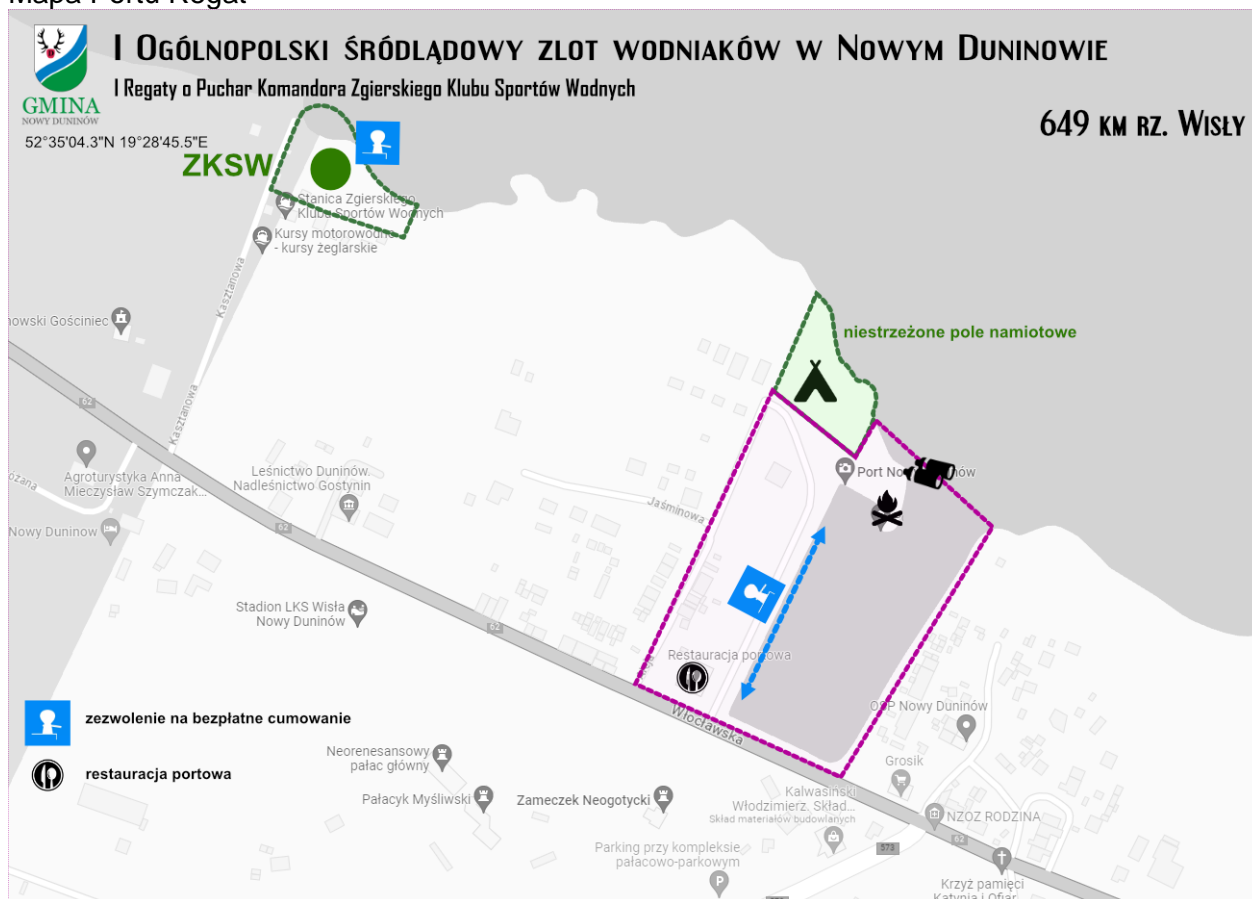 Mapa Portu Regat
I Ogólnopolski śródlądowy zlot wodniaków w Nowym Duninowie
I Regaty o Puchar Komandora Zgierskiego Klubu Sportów Wodnych
GMINA
NOWY DUNINÓW
649 km rz. Wisły
52°35'04.3"N 19°28'45.5"E
ZKSW
Stanica Zgierskiego
Klubu Sportów Wodnych
Kursy motorowodne
- kursy żeglarskie
Kasztanowa
Gościniec
niestrzeżone pole namiotowe
62
Kasztanowa
Agroturystyka Anna
Mieczysław Szymczak...
Leśnictwo Duninów.
Nadleśnictwo Gostynin
Port Nowy Duninów
Jaśminowa
Nowy Duninow
62
Stadion LKS Wisła
Nowy Duninów
62
Restauracja portowa
Włocławska
OSP Nowy Duninów
zezwolenie na bezpłatne cumowanie
restauracja portowa
Neorenesansowy
pałac główny
Grosik
Pałacyk Myśliwski
Zameczek Neogotycki
Kalwasiński
Włodzimierz. Skład...
Skład materiałów budowlanych
NZOZ RODZINA
62
573
Parking przy kompleksie
pałacowo-parkowym
Krzyż pamięci
Katynia i Ofiar